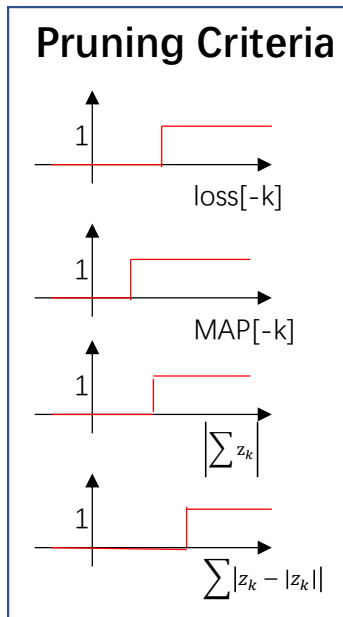 Pruning Criteria
1
loss[-k]
1
MAP[-k]
1
|∑ z_k|
1
∑|z_k − |z_k||